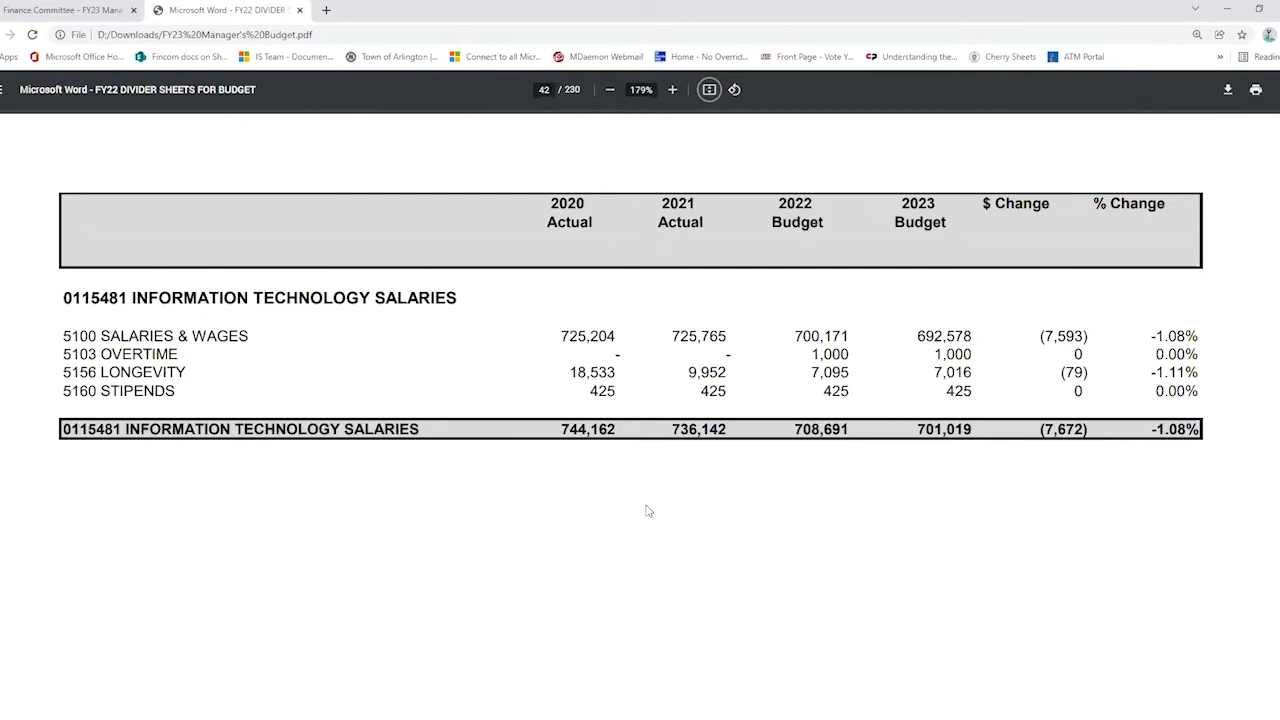 Finance Committee - FY23 Mana
Microsoft Word - FY22 DIVIDER S
File D:/Downloads/FY23%20Manager's%20Budget.pdf
Apps Microsoft Office Ho... Fincom docs on Sh... IS Team - Documen... Town of Arlington |... Connect to all Micr... MDaemon Webmail Home - No Overrid... Front Page - Vote Y... Understanding the... Cherry Sheets ATM Portal » Readin
Microsoft Word - FY22 DIVIDER SHEETS FOR BUDGET 42 / 230 − 179% +
2020 2021 2022 2023 $ Change % Change
Actual Actual Budget Budget
0115481 INFORMATION TECHNOLOGY SALARIES
5100 SALARIES & WAGES 725,204 725,765 700,171 692,578 (7,593) -1.08%
5103 OVERTIME - - 1,000 1,000 0 0.00%
5156 LONGEVITY 18,533 9,952 7,095 7,016 (79) -1.11%
5160 STIPENDS 425 425 425 425 0 0.00%
0115481 INFORMATION TECHNOLOGY SALARIES 744,162 736,142 708,691 701,019 (7,672) -1.08%